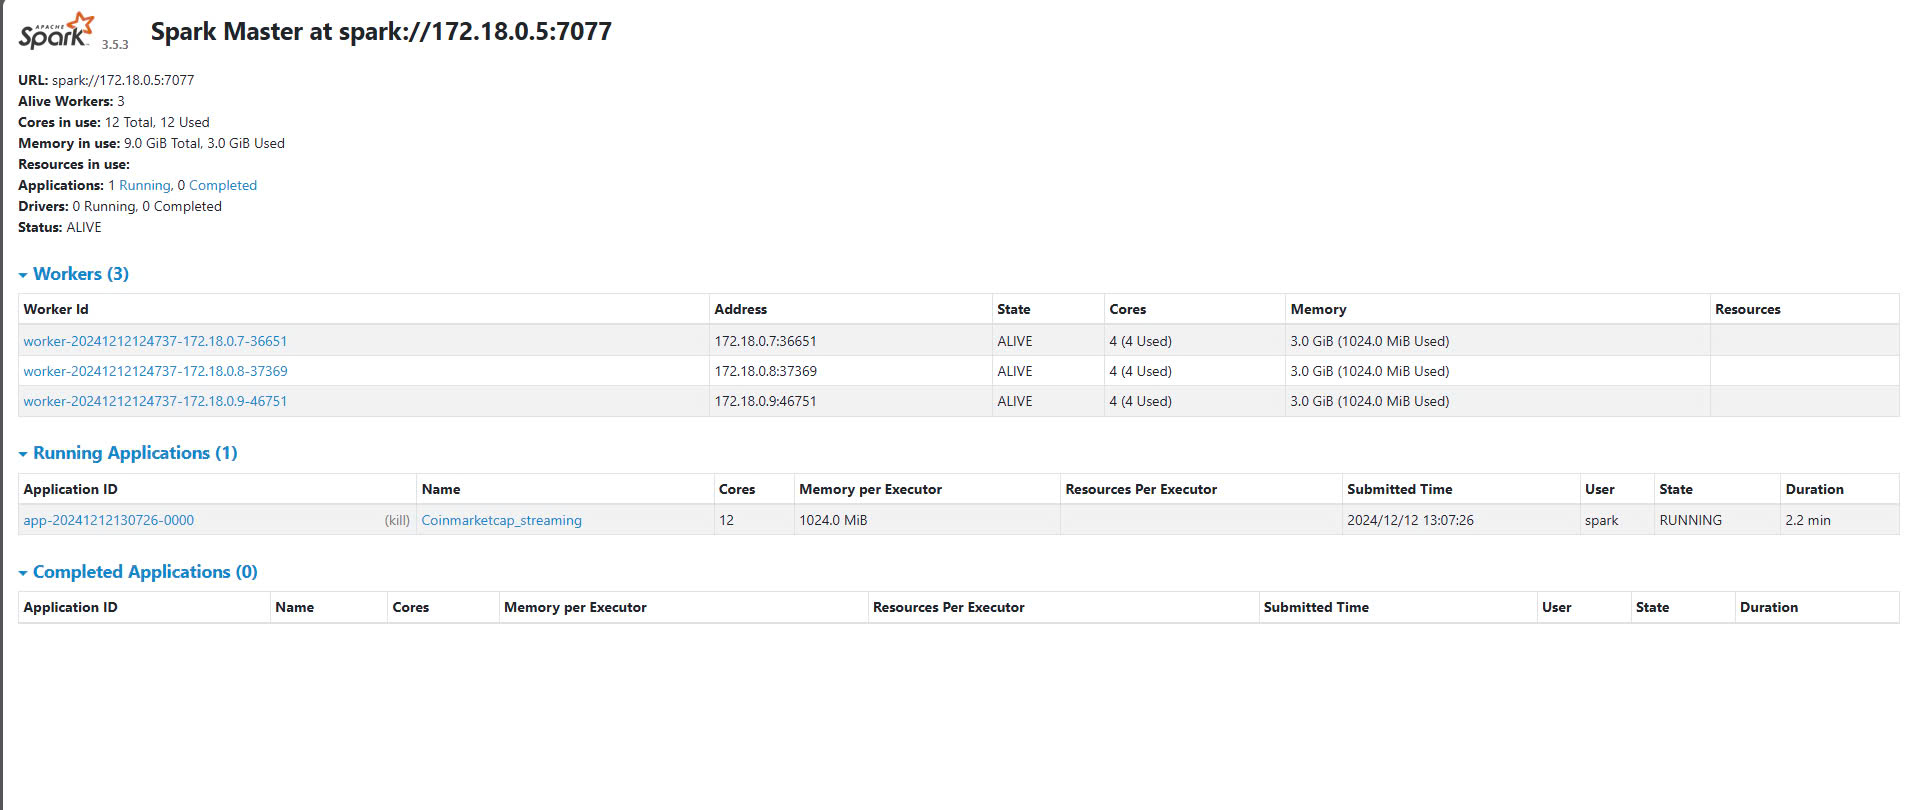 APACHE
Spark 3.5.3 Spark Master at spark://172.18.0.5:7077
URL: spark://172.18.0.5:7077
Alive Workers: 3
Cores in use: 12 Total, 12 Used
Memory in use: 9.0 GiB Total, 3.0 GiB Used
Resources in use:
Applications: 1 Running, 0 Completed
Drivers: 0 Running, 0 Completed
Status: ALIVE
Workers (3)
Worker Id Address State Cores Memory Resources
worker-20241212124737-172.18.0.7-36651 172.18.0.7:36651 ALIVE 4 (4 Used) 3.0 GiB (1024.0 MiB Used)
worker-20241212124737-172.18.0.8-37369 172.18.0.8:37369 ALIVE 4 (4 Used) 3.0 GiB (1024.0 MiB Used)
worker-20241212124737-172.18.0.9-46751 172.18.0.9:46751 ALIVE 4 (4 Used) 3.0 GiB (1024.0 MiB Used)
Running Applications (1)
Application ID Name Cores Memory per Executor Resources Per Executor Submitted Time User State Duration
app-20241212130726-0000 (kill) Coinmarketcap_streaming 12 1024.0 MiB 2024/12/12 13:07:26 spark RUNNING 2.2 min
Completed Applications (0)
Application ID Name Cores Memory per Executor Resources Per Executor Submitted Time User State Duration